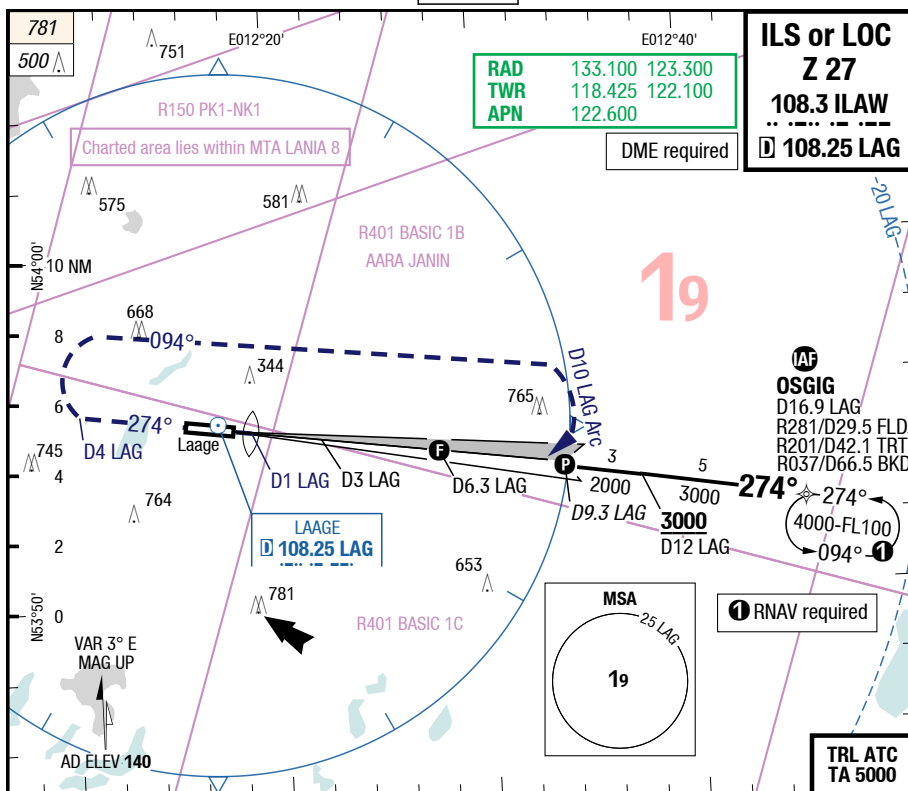 781
500
751
E012°20'
E012°40'
ILS or LOC
Z 27
108.3 ILAW
D 108.25 LAG
RAD 133.100 123.300
TWR 118.425 122.100
APN 122.600
DME required
R150 PK1-NK1
Charted area lies within MTA LANIA 8
20 LAG
575
581
R401 BASIC 1B
AARA JANIN
N54°00'
10 NM
19
668
8
094°
344
D10 LAG Arc
765
IAF
OSGIG
D16.9 LAG
R281/D29.5 FLD
R201/D42.1 TRT
R037/D66.5 BKD
6
274°
Laage
745
D4 LAG
4
D1 LAG
D3 LAG
F
D6.3 LAG
P
D9.3 LAG
3
2000
5
3000
274°
274°
4000-FL100
094° 1
3000
D12 LAG
764
LAAGE
D 108.25 LAG
2
653
781
N53°50'
0
R401 BASIC 1C
MSA
25 LAG
19
1 RNAV required
VAR 3° E
MAG UP
AD ELEV 140
TRL ATC
TA 5000